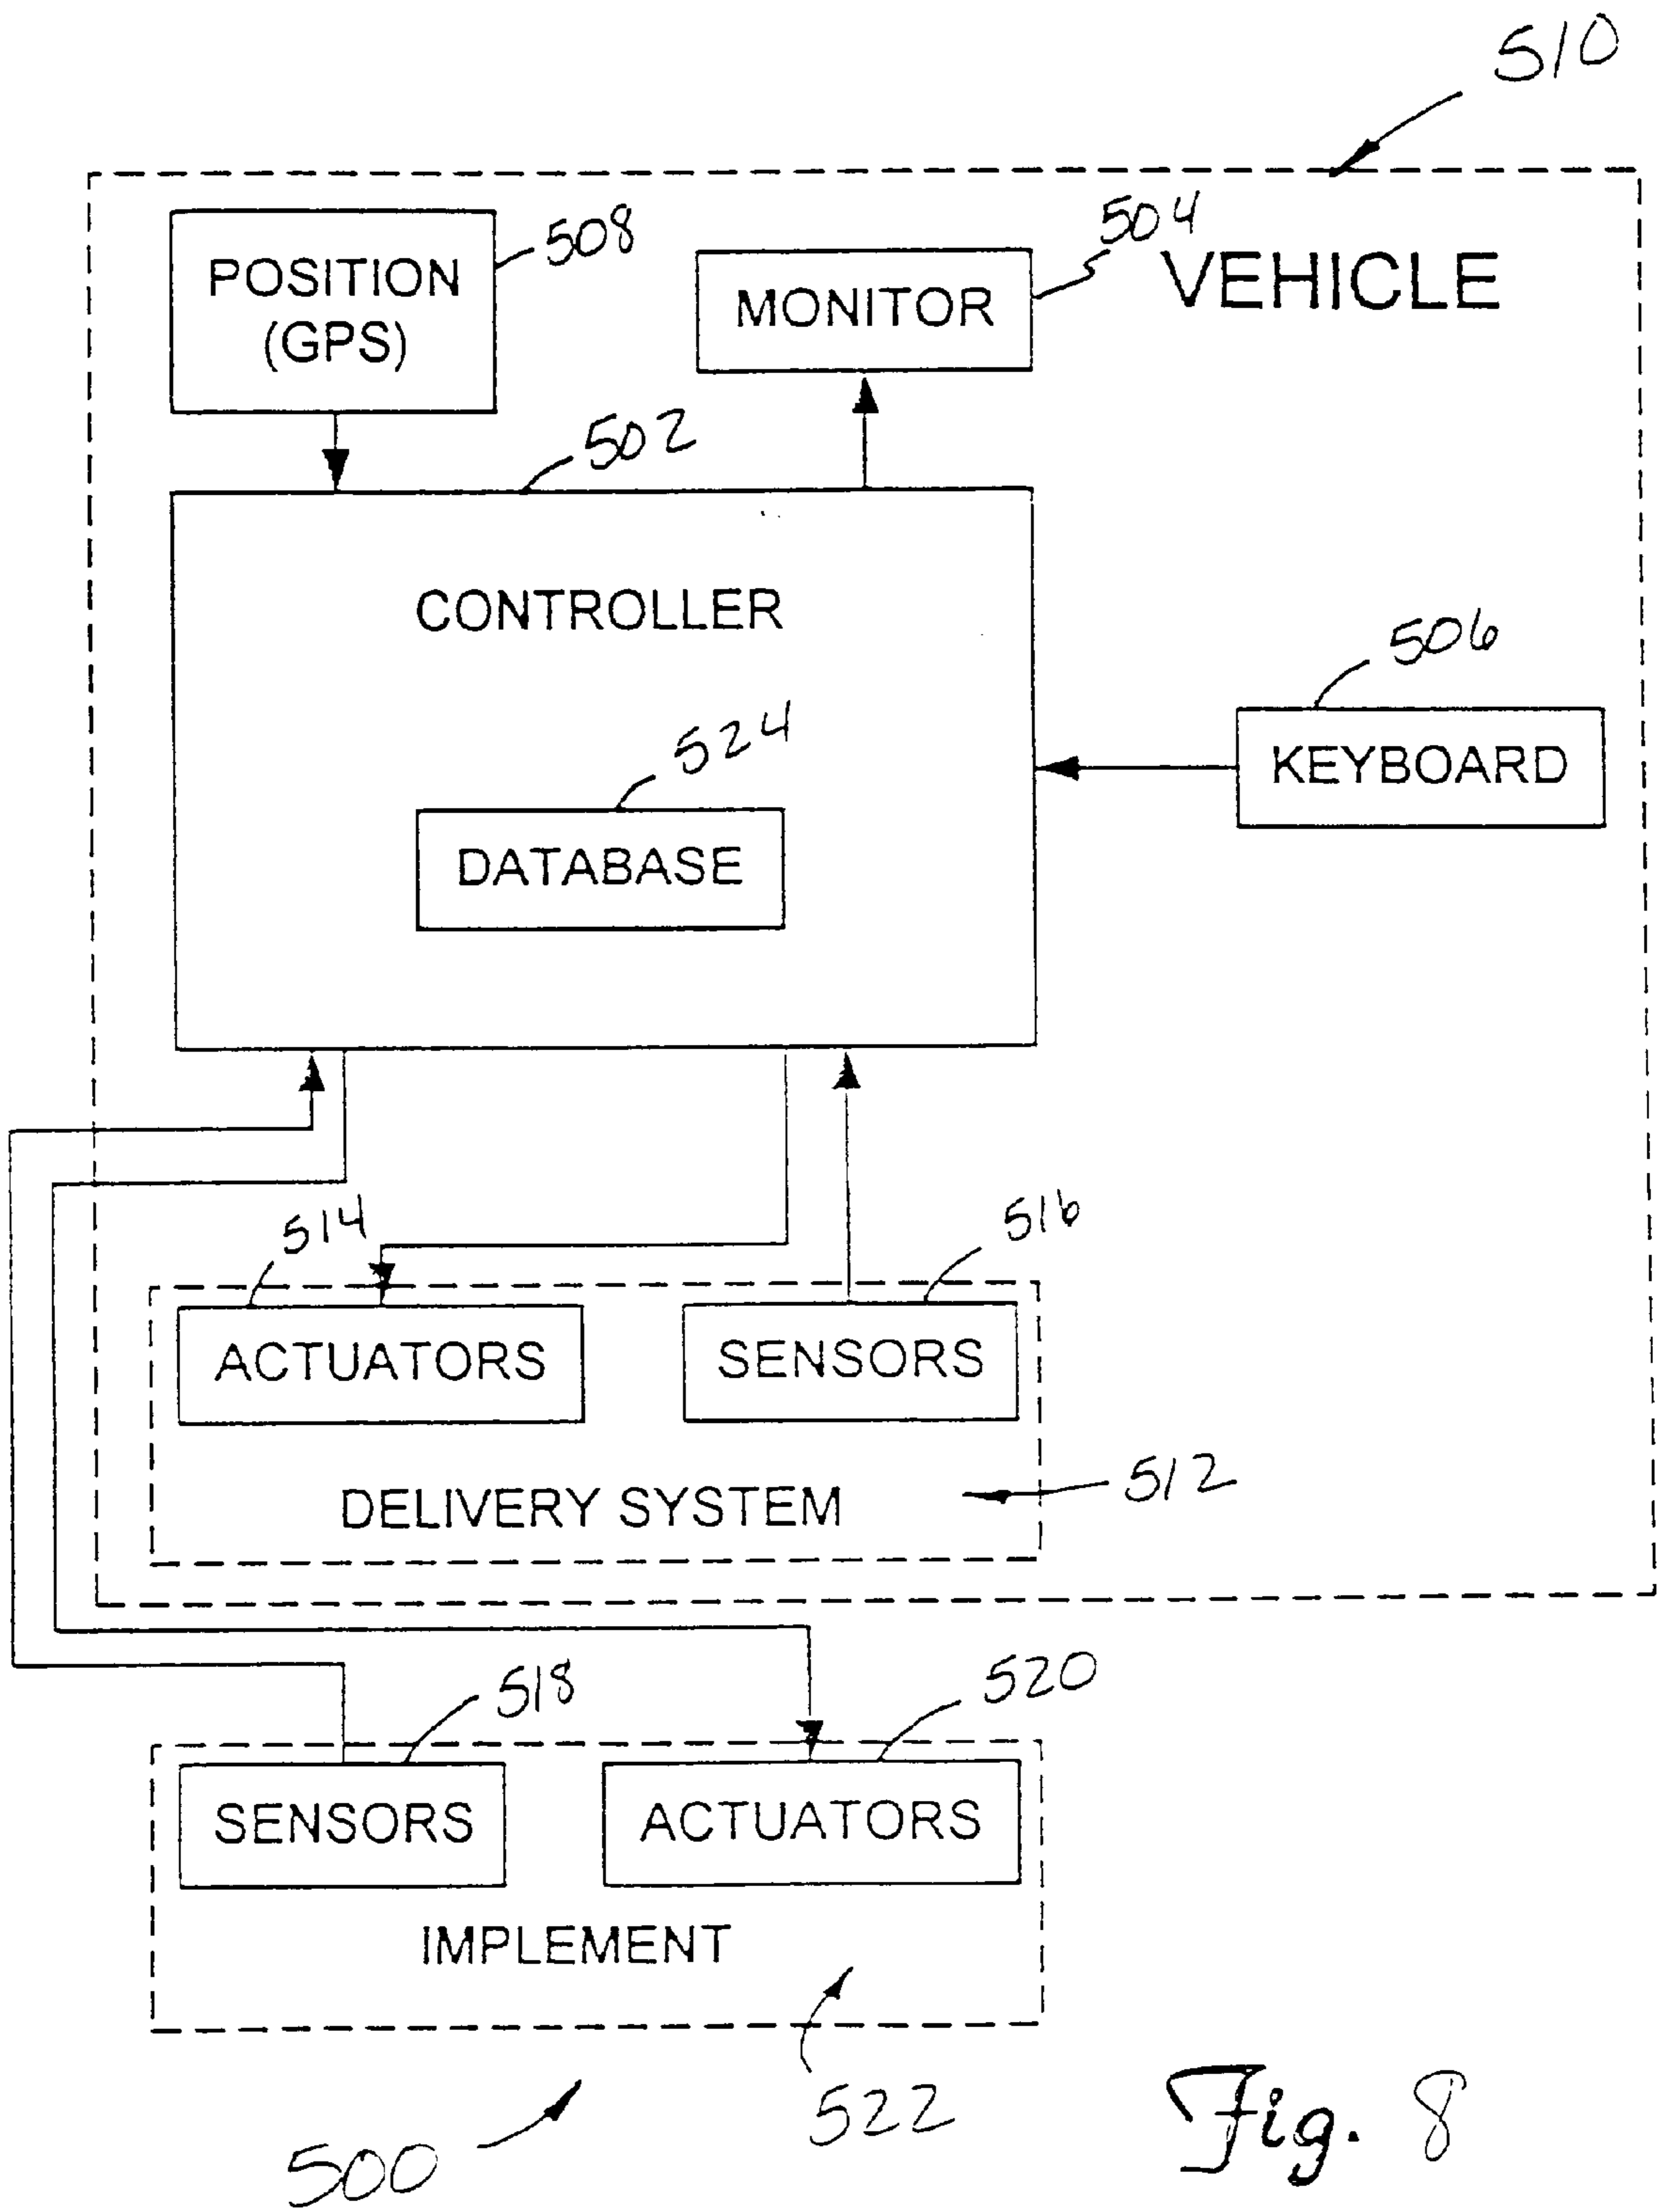 510
508
504
POSITION
(GPS)
MONITOR
VEHICLE
502
CONTROLLER
506
KEYBOARD
524
DATABASE
514
516
ACTUATORS
SENSORS
DELIVERY SYSTEM
512
518
520
SENSORS
ACTUATORS
IMPLEMENT
522
500
Fig. 8